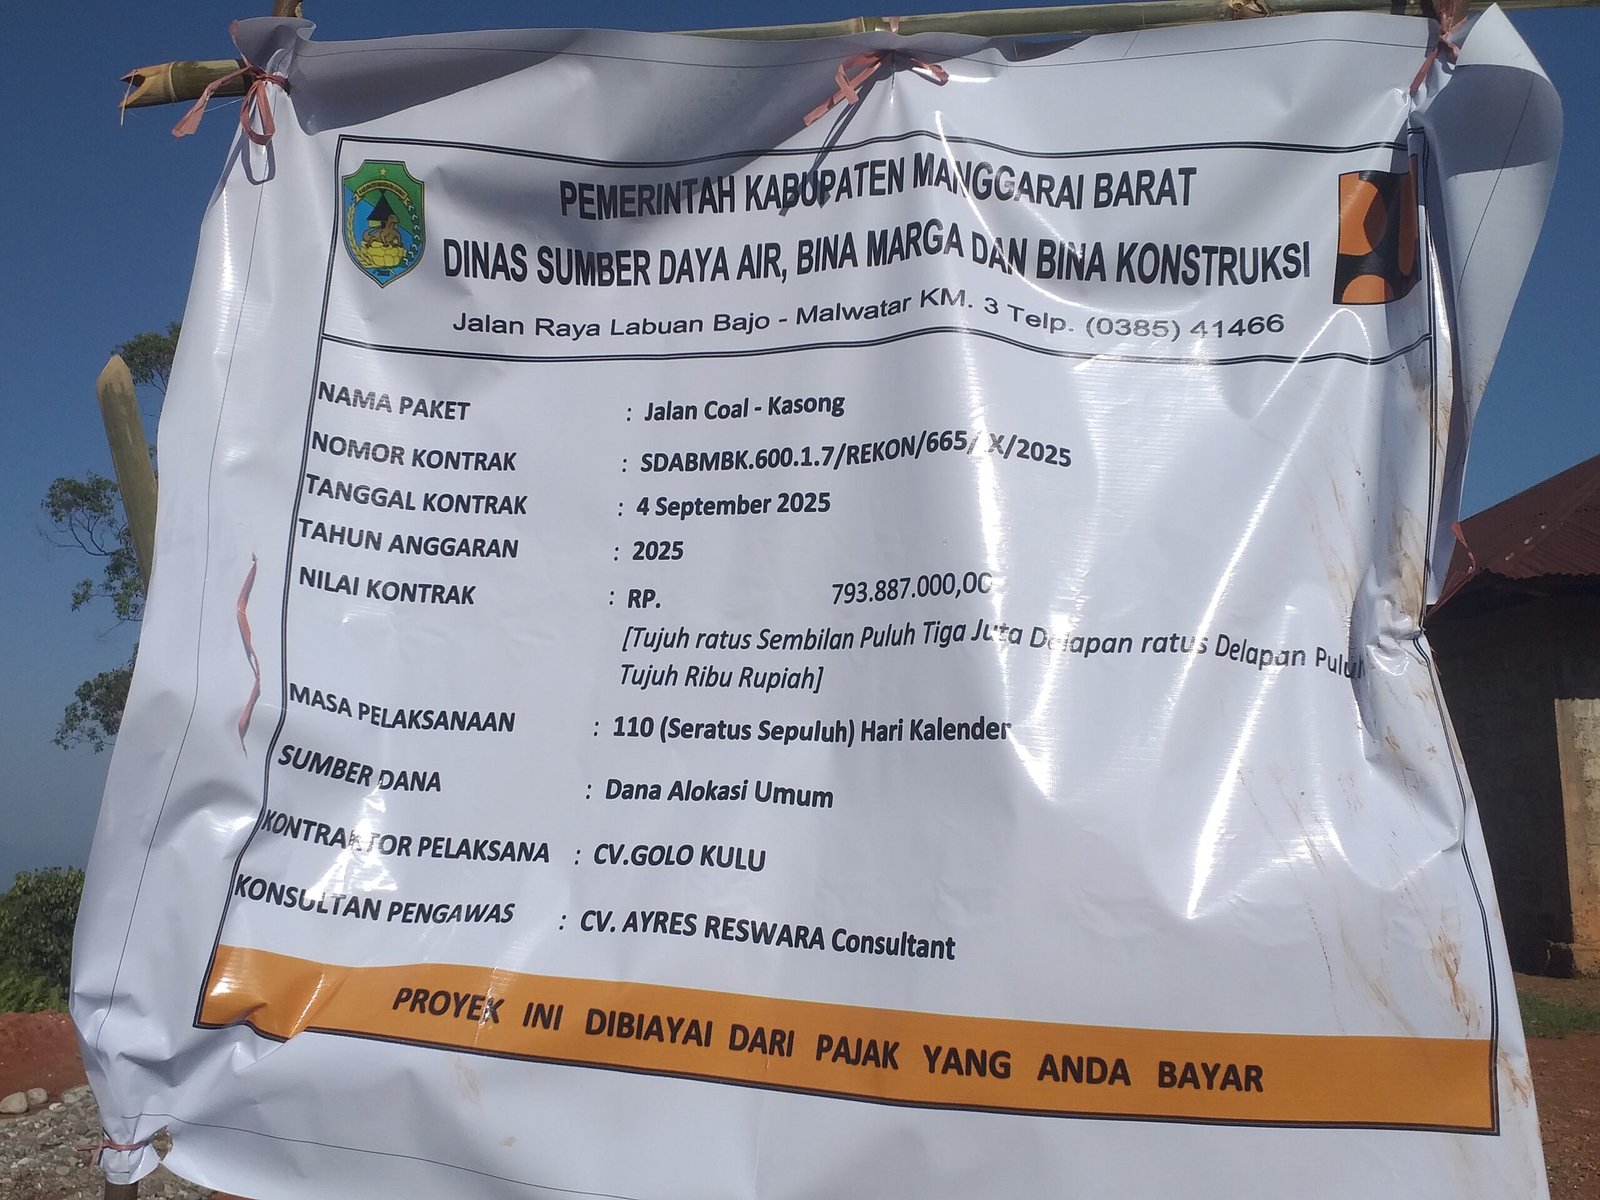 PEMERINTAH KABUPATEN MANGGARAI BARAT
DINAS SUMBER DAYA AIR, BINA MARGA DAN BINA KONSTRUKSI
Jalan Raya Labuan Bajo - Malwatar KM. 3 Telp. (0385) 41466
NAMA PAKET : Jalan Coal - Kasong
NOMOR KONTRAK : SDABMBK.600.1.7/REKON/665/ X/2025
TANGGAL KONTRAK : 4 September 2025
TAHUN ANGGARAN : 2025
NILAI KONTRAK : RP. 793.887.000,00
[Tujuh ratus Sembilan Puluh Tiga Juta Delapan ratus Delapan Puluh
Tujuh Ribu Rupiah]
MASA PELAKSANAAN : 110 (Seratus Sepuluh) Hari Kalender
SUMBER DANA : Dana Alokasi Umum
KONTRAKTOR PELAKSANA : CV.GOLO KULU
KONSULTAN PENGAWAS : CV. AYRES RESWARA Consultant
PROYEK INI DIBIAYAI DARI PAJAK YANG ANDA BAYAR